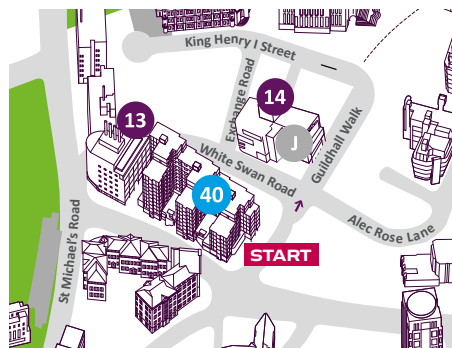 King Henry I Street
Exchange Road
14
J
Guildhall Walk
13
White Swan Road
40
Alec Rose Lane
St Michael's Road
START